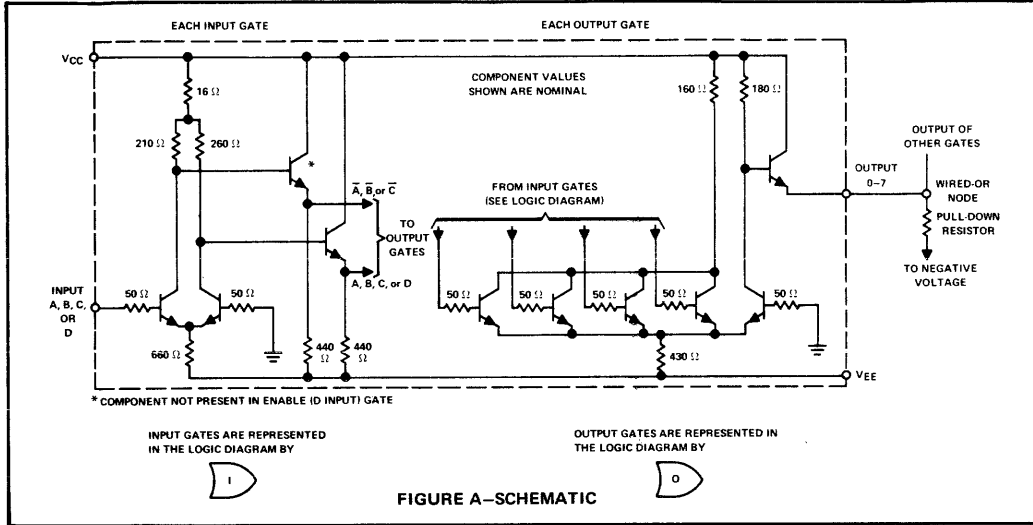 EACH INPUT GATE
EACH OUTPUT GATE
VCC
16 Ω
210 Ω
260 Ω
*
A̅, B̅, or C̅
TO
OUTPUT
GATES
A, B, C, or D
INPUT
A, B, C,
OR
D
50 Ω
50 Ω
660 Ω
440
Ω
440
Ω
COMPONENT VALUES
SHOWN ARE NOMINAL
FROM INPUT GATES
(SEE LOGIC DIAGRAM)
160 Ω
180 Ω
50 Ω
50 Ω
50 Ω
50 Ω
50 Ω
430 Ω
OUTPUT
0–7
OUTPUT OF
OTHER GATES
WIRED-OR
NODE
PULL-DOWN
RESISTOR
TO NEGATIVE
VOLTAGE
VEE
* COMPONENT NOT PRESENT IN ENABLE (D INPUT) GATE
INPUT GATES ARE REPRESENTED
IN THE LOGIC DIAGRAM BY
I
OUTPUT GATES ARE REPRESENTED IN
THE LOGIC DIAGRAM BY
O
FIGURE A–SCHEMATIC